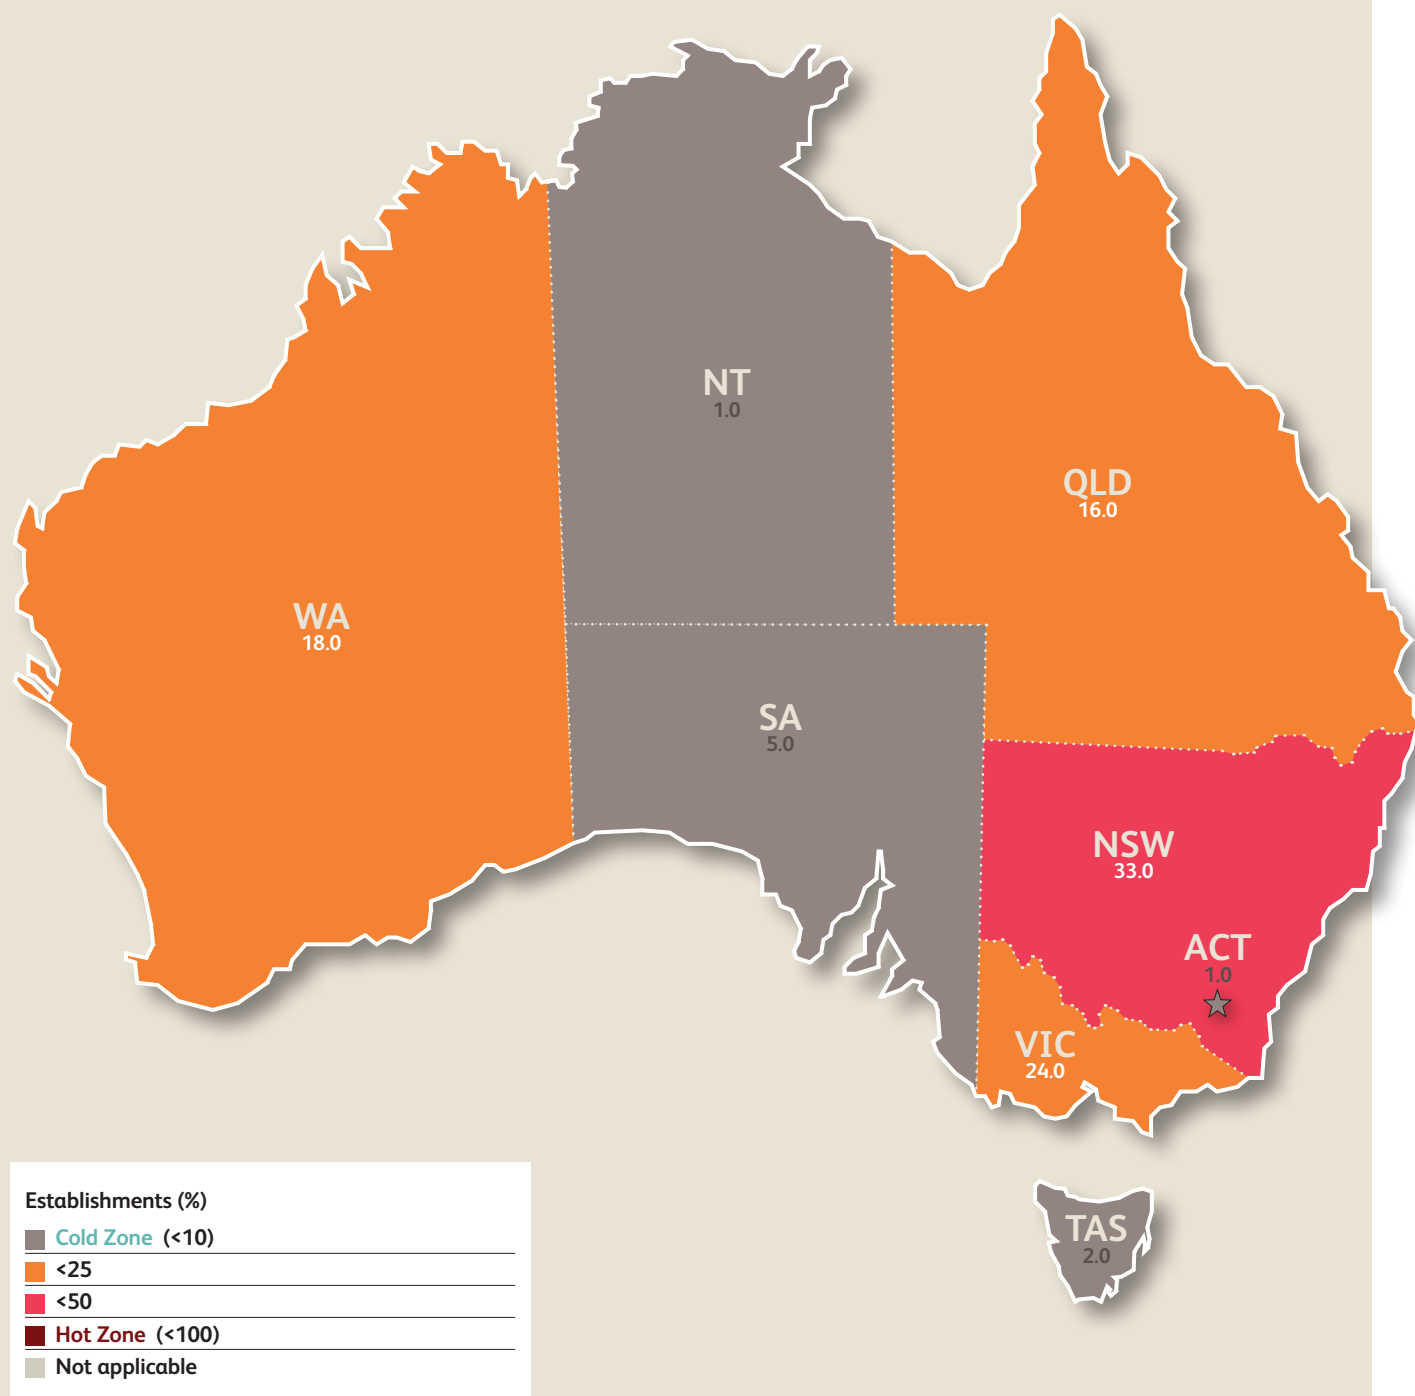 NT
1.0
QLD
16.0
WA
18.0
SA
5.0
NSW
33.0
ACT
1.0
VIC
24.0
TAS
2.0
Establishments (%)
Cold Zone (<10)
<25
<50
Hot Zone (<100)
Not applicable